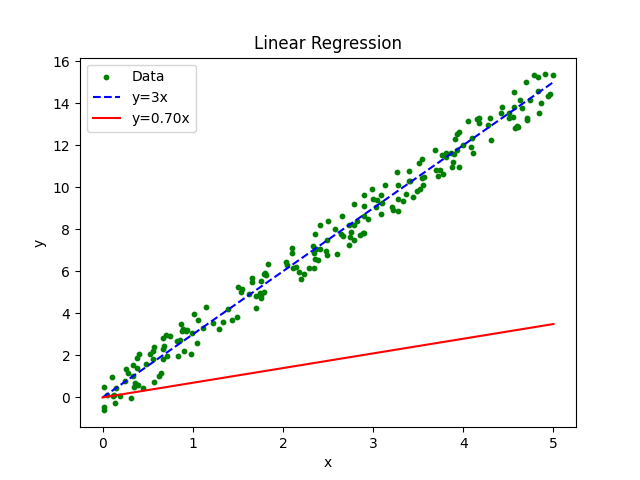 Linear Regression
Data
y=3x
y=0.70x
16
14
12
10
8
6
4
2
0
y
0 1 2 3 4 5
x